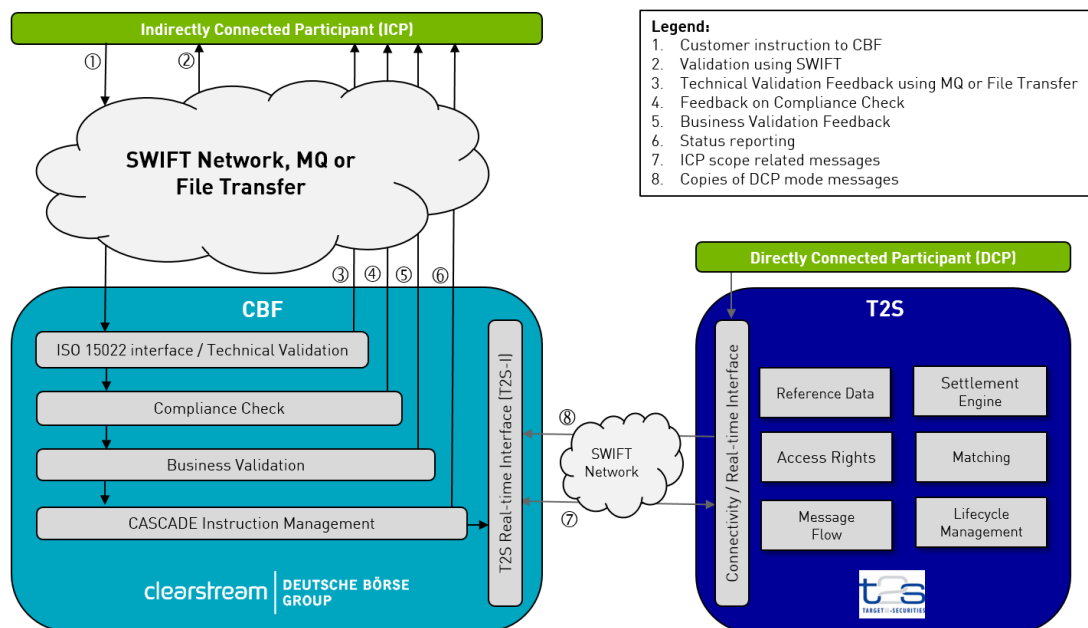 Indirectly Connected Participant (ICP)
①
②
SWIFT Network, MQ or
File Transfer
Legend:
1. Customer instruction to CBF
2. Validation using SWIFT
3. Technical Validation Feedback using MQ or File Transfer
4. Feedback on Compliance Check
5. Business Validation Feedback
6. Status reporting
7. ICP scope related messages
8. Copies of DCP mode messages
③
④
⑤
⑥
CBF
ISO 15022 interface / Technical Validation
Compliance Check
Business Validation
CASCADE Instruction Management
T2S Real-time Interface (T2S-I)
clearstream
DEUTSCHE BÖRSE
GROUP
⑧
SWIFT
Network
⑦
Directly Connected Participant (DCP)
T2S
Connectivity / Real-time Interface
Reference Data
Settlement
Engine
Access Rights
Matching
Message
Flow
Lifecycle
Management
t2s
TARGET2-SECURITIES